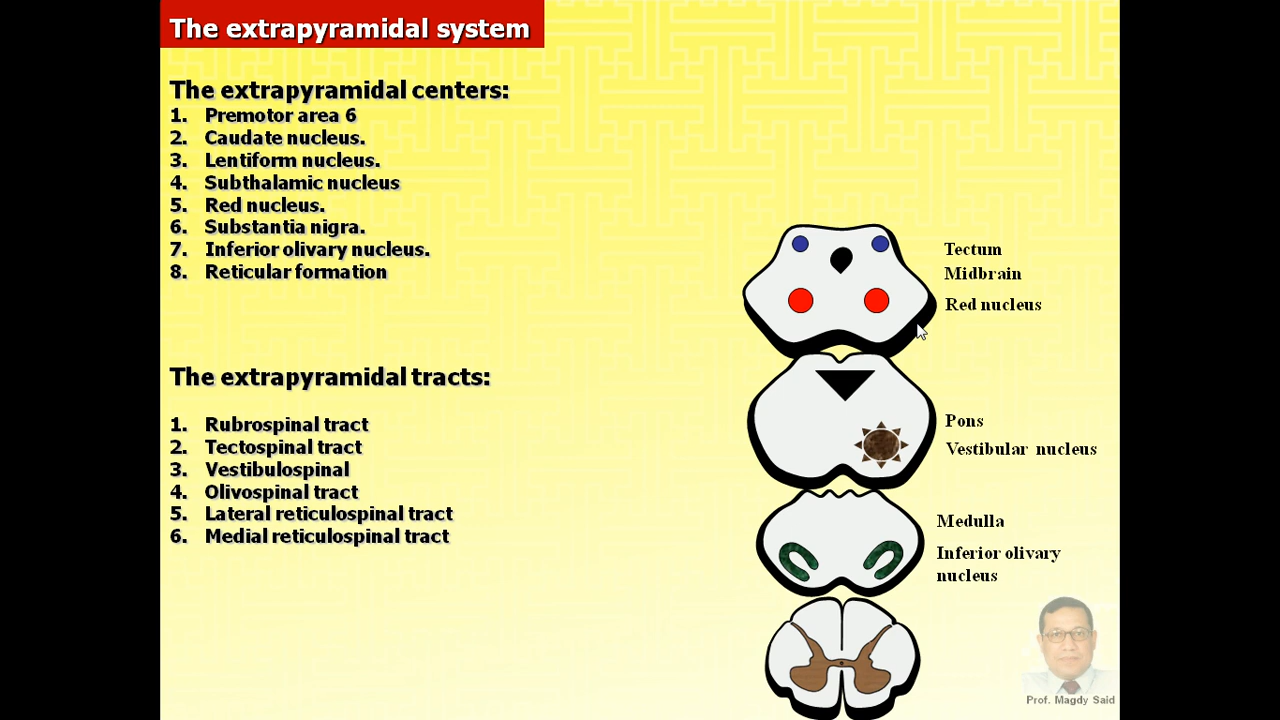 The extrapyramidal system
The extrapyramidal centers:
1. Premotor area 6
2. Caudate nucleus.
3. Lentiform nucleus.
4. Subthalamic nucleus
5. Red nucleus.
6. Substantia nigra.
7. Inferior olivary nucleus.
8. Reticular formation
The extrapyramidal tracts:
1. Rubrospinal tract
2. Tectospinal tract
3. Vestibulospinal
4. Olivospinal tract
5. Lateral reticulospinal tract
6. Medial reticulospinal tract
Tectum
Midbrain
Red nucleus
Pons
Vestibular nucleus
Medulla
Inferior olivary
nucleus
Prof. Magdy Said